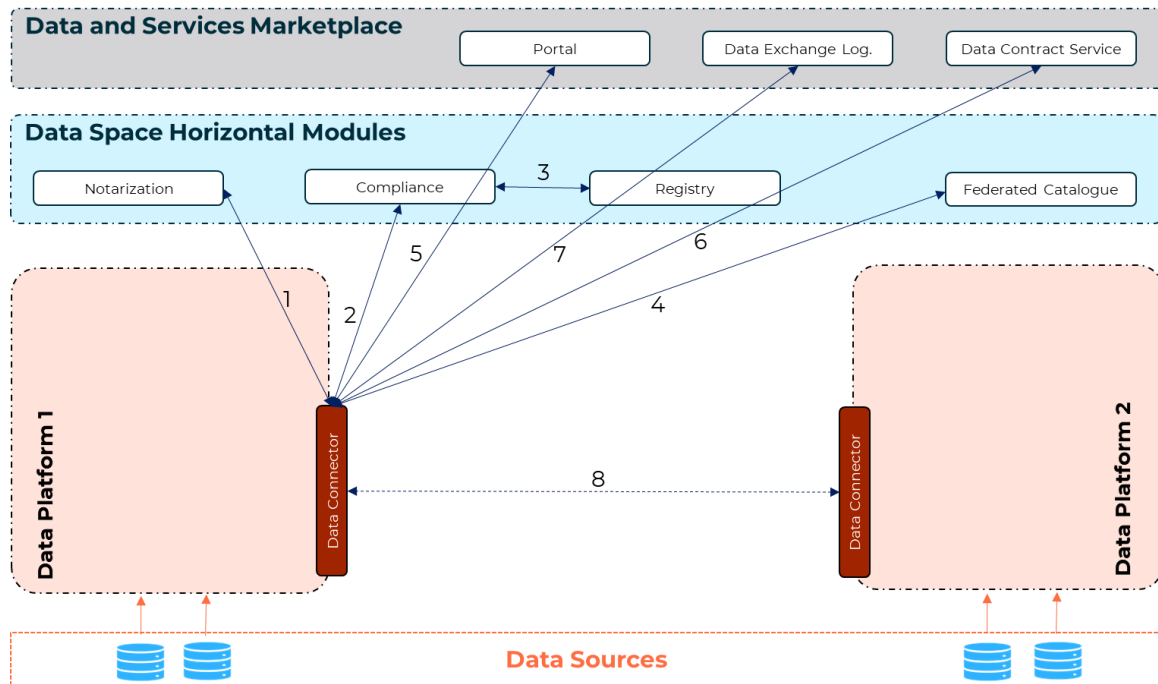 Data and Services Marketplace
Portal
Data Exchange Log.
Data Contract Service
Data Space Horizontal Modules
Notarization
Compliance
3
Registry
Federated Catalogue
5
7
6
1
2
4
Data Platform 1
Data Connector
8
Data Connector
Data Platform 2
Data Sources